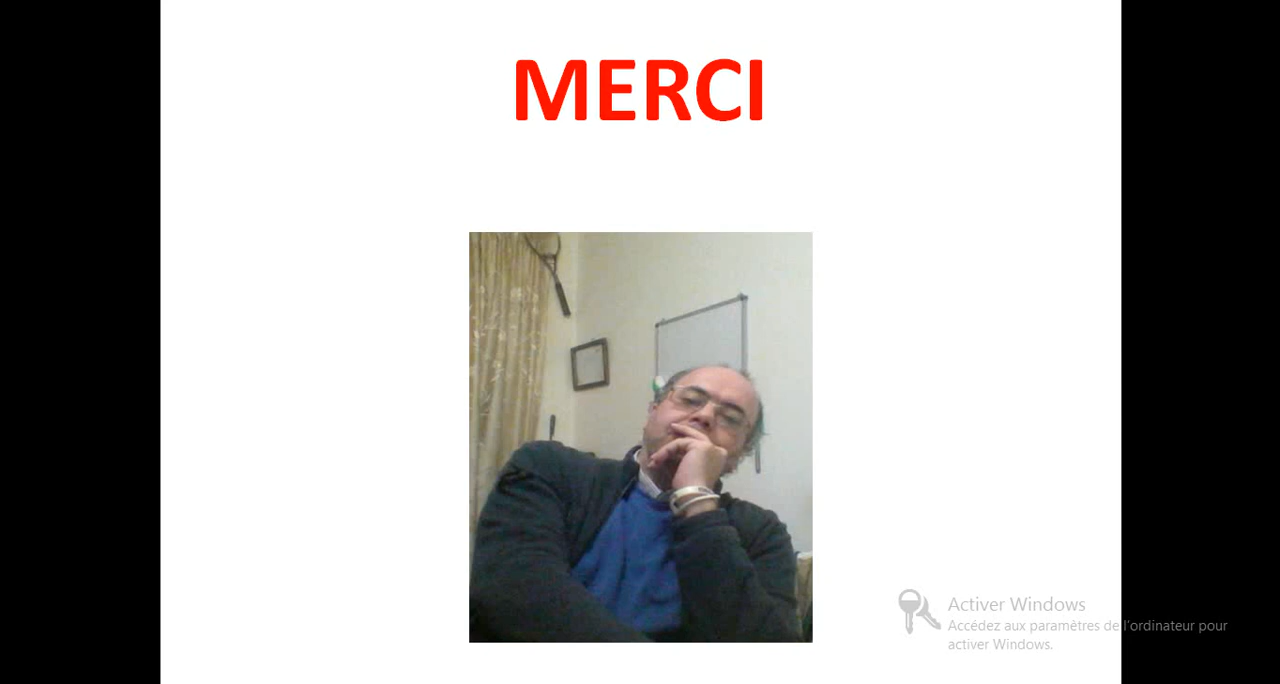 MERCI
Activer Windows
Accédez aux paramètres de l'ordinateur pour
activer Windows.